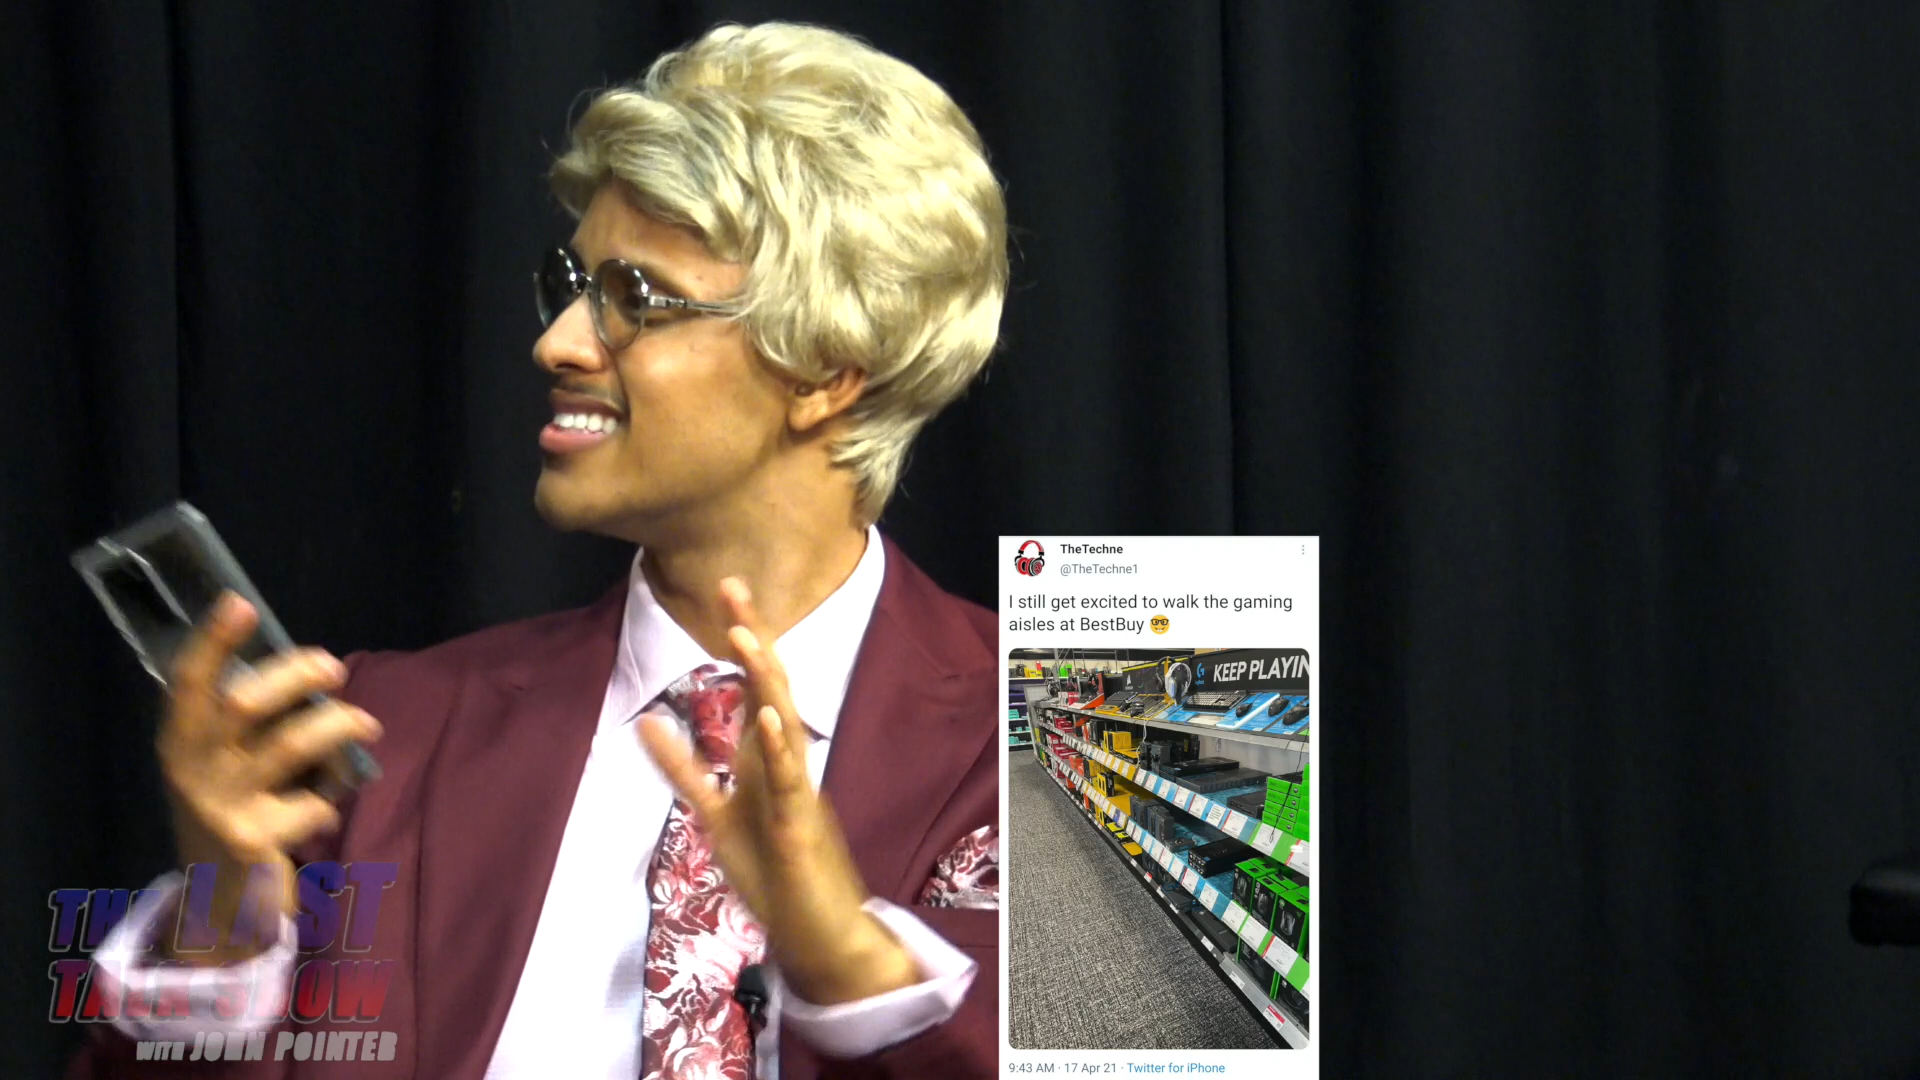 TheTechne
@TheTechne1
I still get excited to walk the gaming
aisles at BestBuy 🤓
KEEP PLAYIN
9:43 AM · 17 Apr 21 · Twitter for iPhone
THE LAST
TALK SHOW
WITH JOHN POINTER